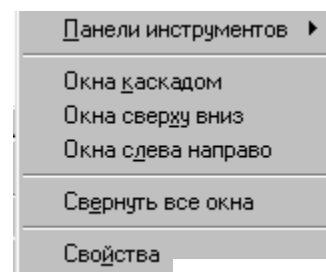 Панели инструментов
Окна каскадом
Окна сверху вниз
Окна слева направо
Свернуть все окна
Свойства